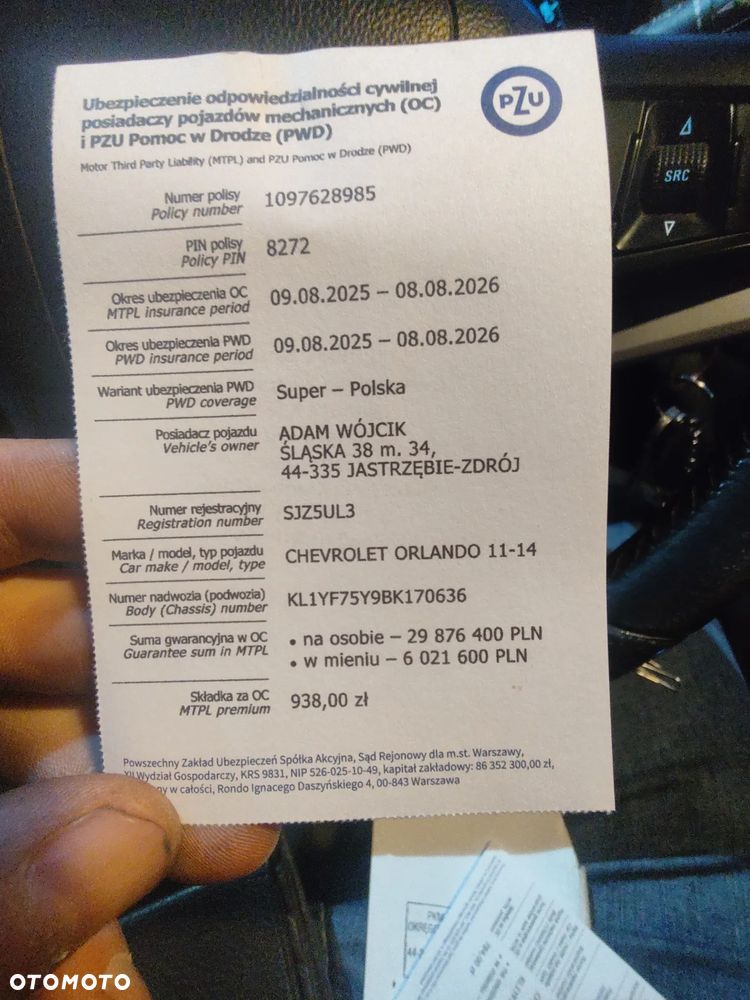 Ubezpieczenie odpowiedzialności cywilnej
posiadaczy pojazdów mechanicznych (OC)
i PZU Pomoc w Drodze (PWD)
PZU
Motor Third Party Liability (MTPL) and PZU Pomoc w Drodze (PWD)
Numer polisy 1097628985
Policy number
PIN polisy 8272
Policy PIN
Okres ubezpieczenia OC 09.08.2025 – 08.08.2026
MTPL insurance period
Okres ubezpieczenia PWD 09.08.2025 – 08.08.2026
PWD insurance period
Wariant ubezpieczenia PWD Super – Polska
PWD coverage
Posiadacz pojazdu ADAM WÓJCIK
Vehicle's owner ŚLĄSKA 38 m. 34,
44-335 JASTRZĘBIE-ZDRÓJ
Numer rejestracyjny SJZ5UL3
Registration number
Marka / model, typ pojazdu CHEVROLET ORLANDO 11-14
Car make / model, type
Numer nadwozia (podwozia) KL1YF75Y9BK170636
Body (Chassis) number
Suma gwarancyjna w OC • na osobie – 29 876 400 PLN
Guarantee sum in MTPL • w mieniu – 6 021 600 PLN
Składka za OC 938,00 zł
MTPL premium
Powszechny Zakład Ubezpieczeń Spółka Akcyjna, Sąd Rejonowy dla m.st. Warszawy,
XII Wydział Gospodarczy, KRS 9831, NIP 526-025-10-49, kapitał zakładowy: 86 352 300,00 zł,
w całości, Rondo Ignacego Daszyńskiego 4, 00-843 Warszawa
SRC
OTOMOTO